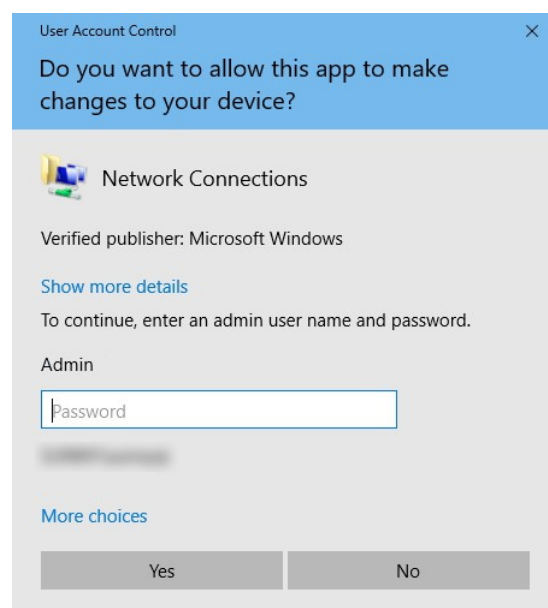 User Account Control
Do you want to allow this app to make
changes to your device?
Network Connections
Verified publisher: Microsoft Windows
Show more details
To continue, enter an admin user name and password.
Admin
Password
More choices
Yes
No